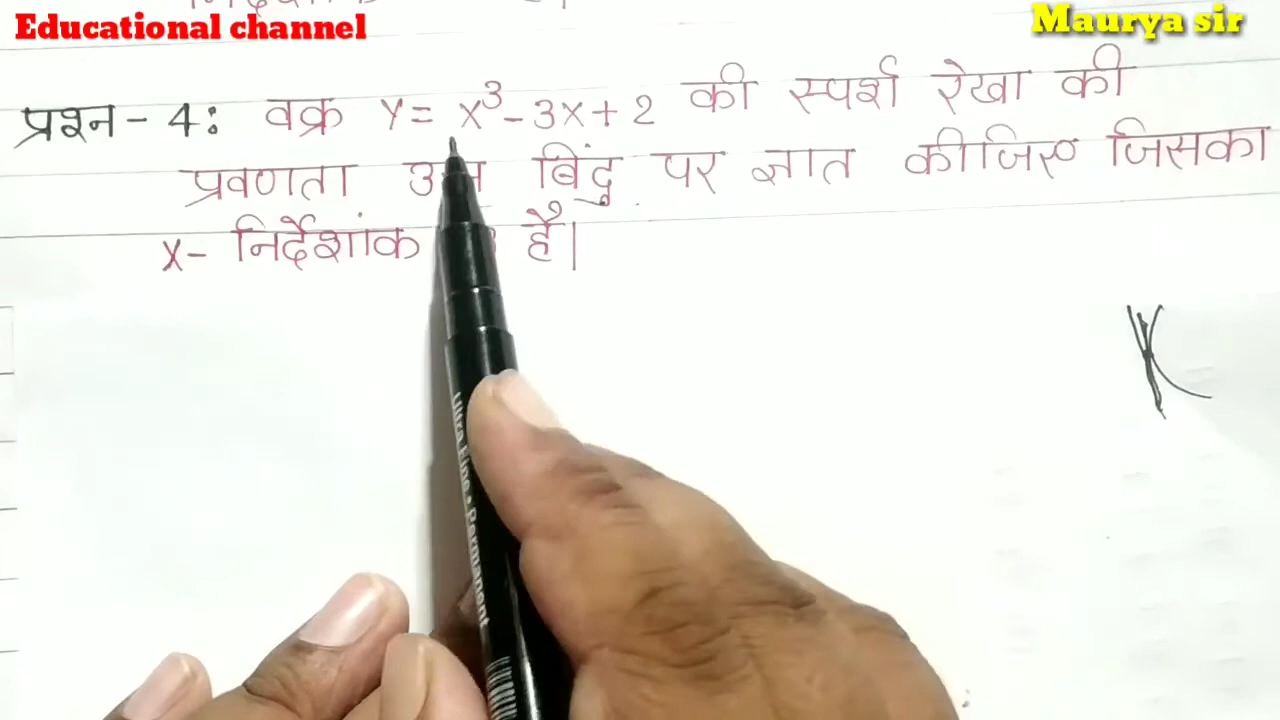 Educational channel
Maurya sir
प्रश्न - 4: वक्र y = x³ - 3x + 2 की स्पर्श रेखा की
प्रवणता बिंदु पर ज्ञात कीजिए जिसका
x- निर्देशांक है।